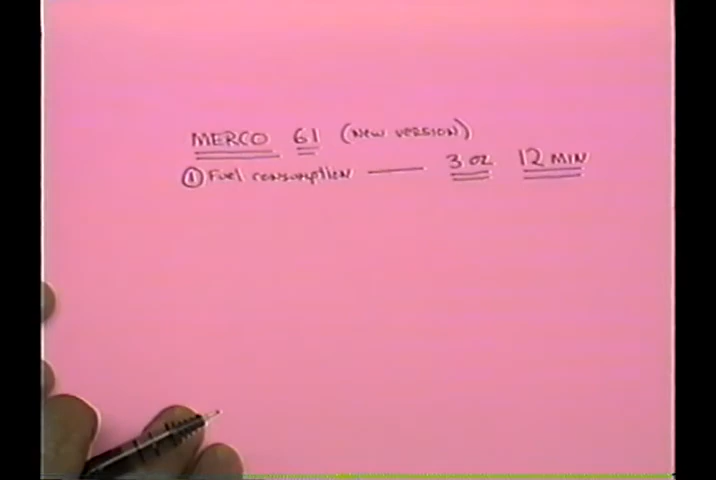 MERCO 61 (NEW VERSION)
① Fuel consumption —— 3 oz 12 MIN